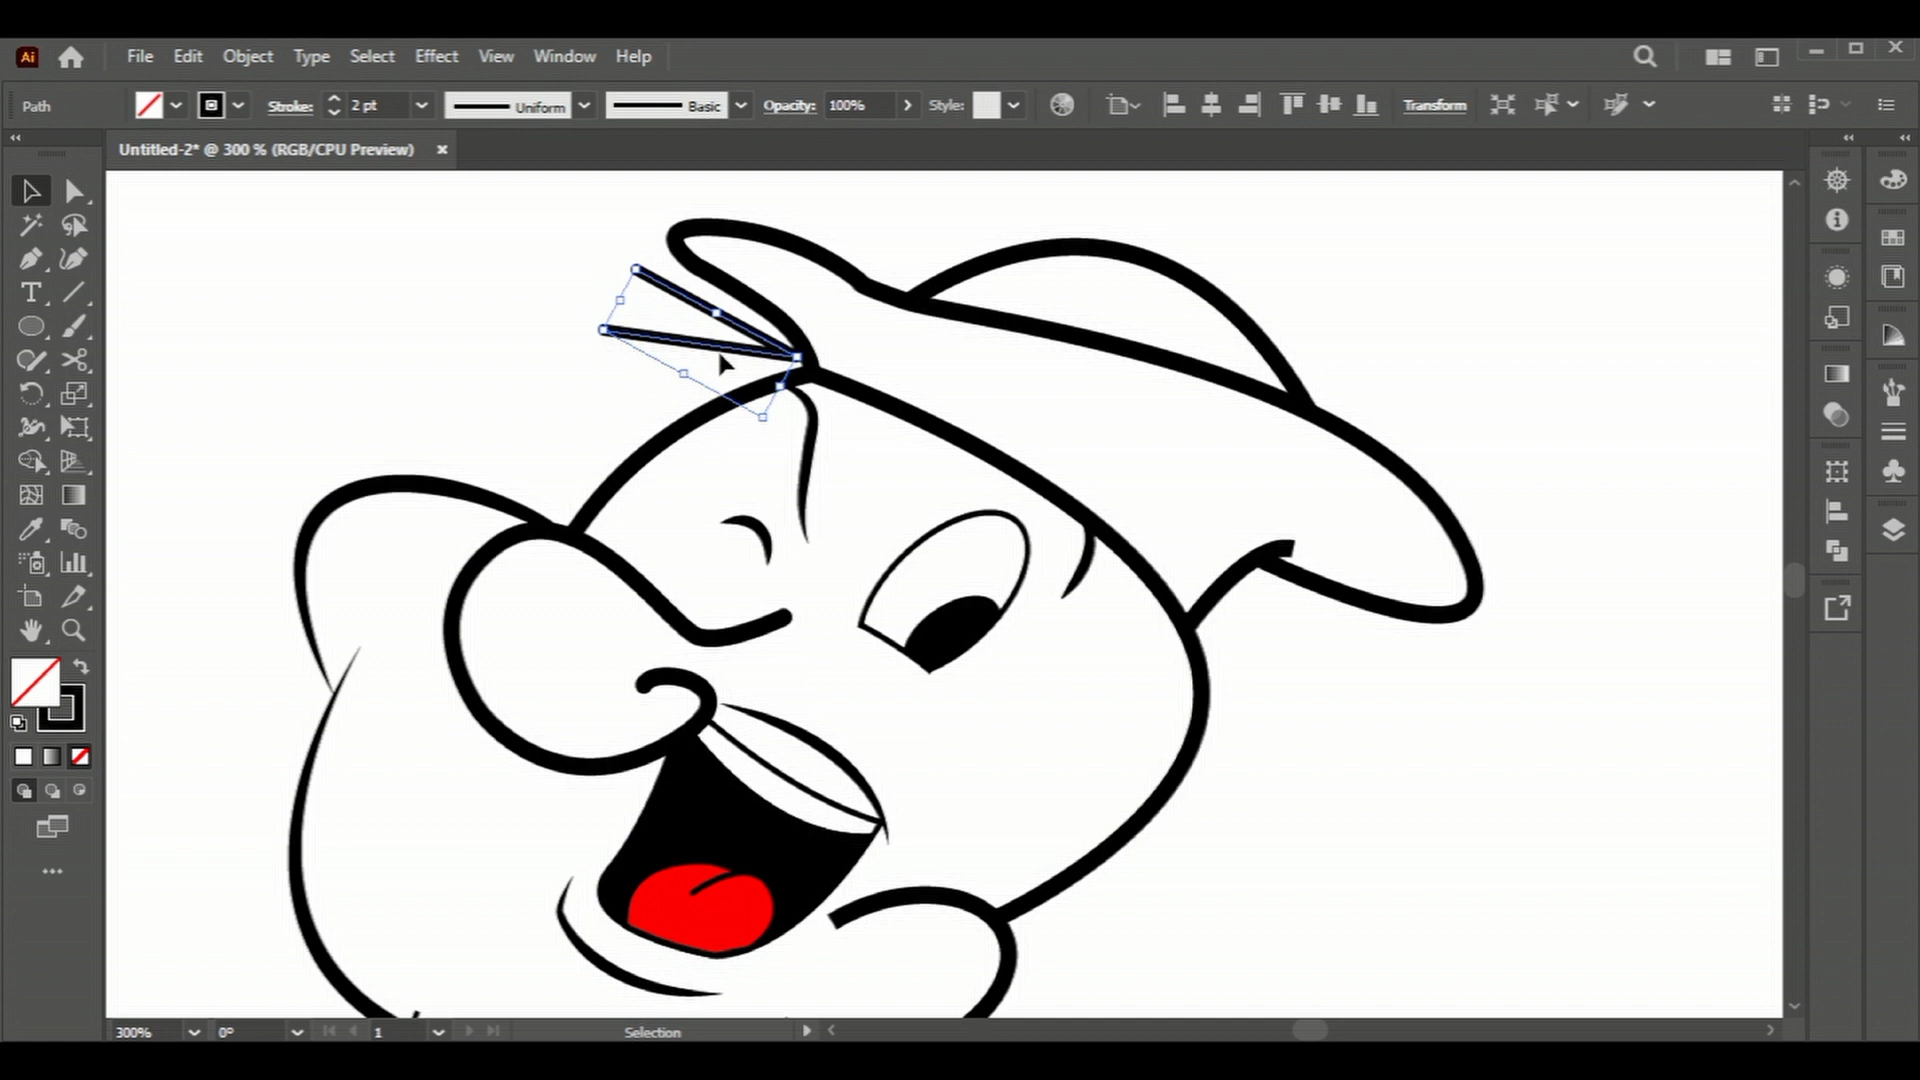 Ai File Edit Object Type Select Effect View Window Help
Path Stroke: 2 pt Uniform Basic Opacity: 100% Style: Transform
Untitled-2* @ 300 % (RGB/CPU Preview)
300% 0° 1 Selection